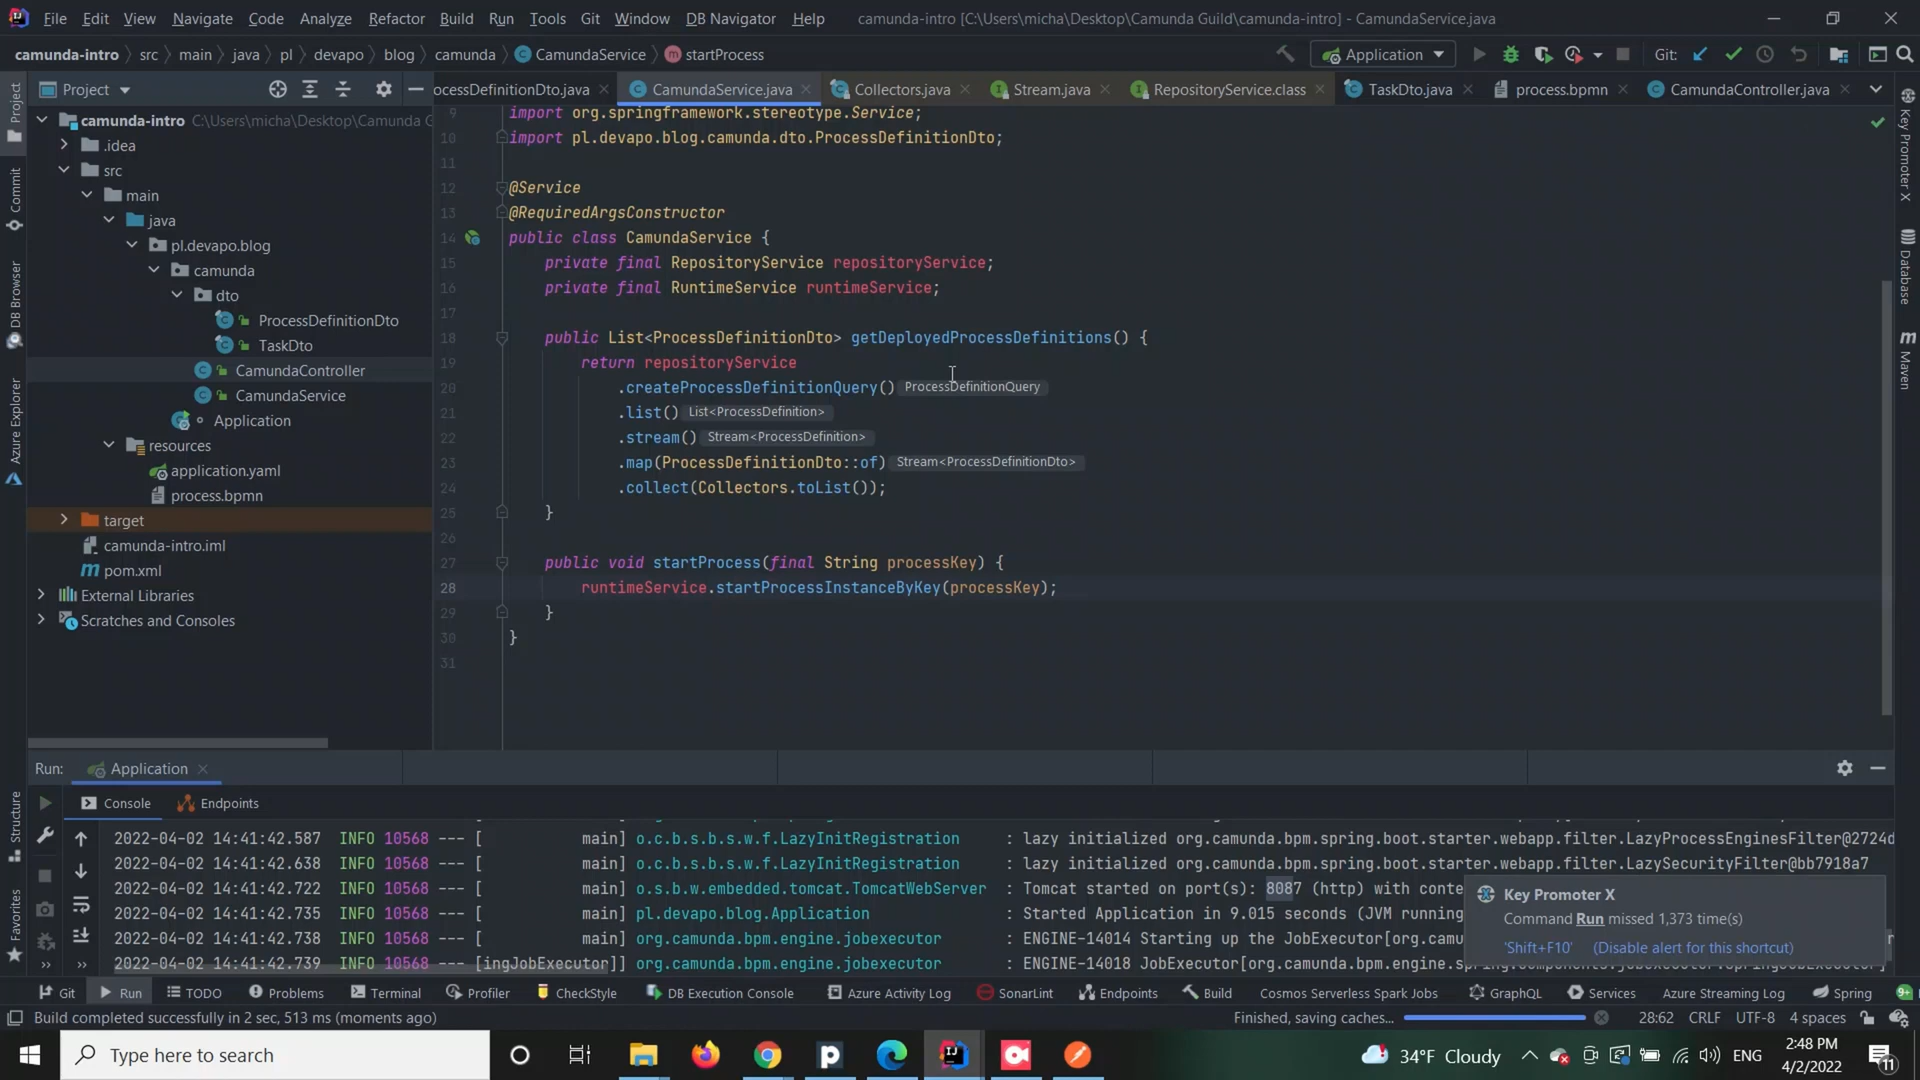 File Edit View Navigate Code Analyze Refactor Build Run Tools Git Window DB Navigator Help camunda-intro [C:\Users\micha\Desktop\Camunda Guild\camunda-intro] - CamundaService.java
camunda-intro src main java pl devapo blog camunda CamundaService startProcess Application Git:
Project ocessDefinitionDto.java CamundaService.java Collectors.java Stream.java RepositoryService.class TaskDto.java process.bpmn CamundaController.java
Project
Commit
DB Browser
Azure Explorer
Structure
Favorites
camunda-intro C:\Users\micha\Desktop\Camunda G
.idea
src
main
java
pl.devapo.blog
camunda
dto
ProcessDefinitionDto
TaskDto
CamundaController
CamundaService
Application
resources
application.yaml
process.bpmn
target
camunda-intro.iml
pom.xml
External Libraries
Scratches and Consoles
9 import org.springframework.stereotype.Service;
10 import pl.devapo.blog.camunda.dto.ProcessDefinitionDto;
11
12 @Service
13 @RequiredArgsConstructor
14 public class CamundaService {
15 private final RepositoryService repositoryService;
16 private final RuntimeService runtimeService;
17
18 public List<ProcessDefinitionDto> getDeployedProcessDefinitions() {
19 return repositoryService
20 .createProcessDefinitionQuery() ProcessDefinitionQuery
21 .list() List<ProcessDefinition>
22 .stream() Stream<ProcessDefinition>
23 .map(ProcessDefinitionDto::of) Stream<ProcessDefinitionDto>
24 .collect(Collectors.toList());
25 }
26
27 public void startProcess(final String processKey) {
28 runtimeService.startProcessInstanceByKey(processKey);
29 }
30 }
31
Key Promoter X
Database
Maven
Run: Application
Console Endpoints
2022-04-02 14:41:42.587 INFO 10568 --- [ main] o.c.b.s.b.s.w.f.LazyInitRegistration : lazy initialized org.camunda.bpm.spring.boot.starter.webapp.filter.LazyProcessEnginesFilter@2724d
2022-04-02 14:41:42.638 INFO 10568 --- [ main] o.c.b.s.b.s.w.f.LazyInitRegistration : lazy initialized org.camunda.bpm.spring.boot.starter.webapp.filter.LazySecurityFilter@bb7918a7
2022-04-02 14:41:42.722 INFO 10568 --- [ main] o.s.b.w.embedded.tomcat.TomcatWebServer : Tomcat started on port(s): 8087 (http) with conte
2022-04-02 14:41:42.735 INFO 10568 --- [ main] pl.devapo.blog.Application : Started Application in 9.015 seconds (JVM running
2022-04-02 14:41:42.738 INFO 10568 --- [ main] org.camunda.bpm.engine.jobexecutor : ENGINE-14014 Starting up the JobExecutor[org.camu
2022-04-02 14:41:42.739 INFO 10568 --- [ingJobExecutor]] org.camunda.bpm.engine.jobexecutor : ENGINE-14018 JobExecutor[org.camunda.bpm.engine.
Key Promoter X
Command Run missed 1,373 time(s)
'Shift+F10' (Disable alert for this shortcut)
Git Run TODO Problems Terminal Profiler CheckStyle DB Execution Console Azure Activity Log SonarLint Endpoints Build Cosmos Serverless Spark Jobs GraphQL Services Azure Streaming Log Spring 9+
Build completed successfully in 2 sec, 513 ms (moments ago) Finished, saving caches... 28:62 CRLF UTF-8 4 spaces
Type here to search 34°F Cloudy ENG 2:48 PM
4/2/2022 11